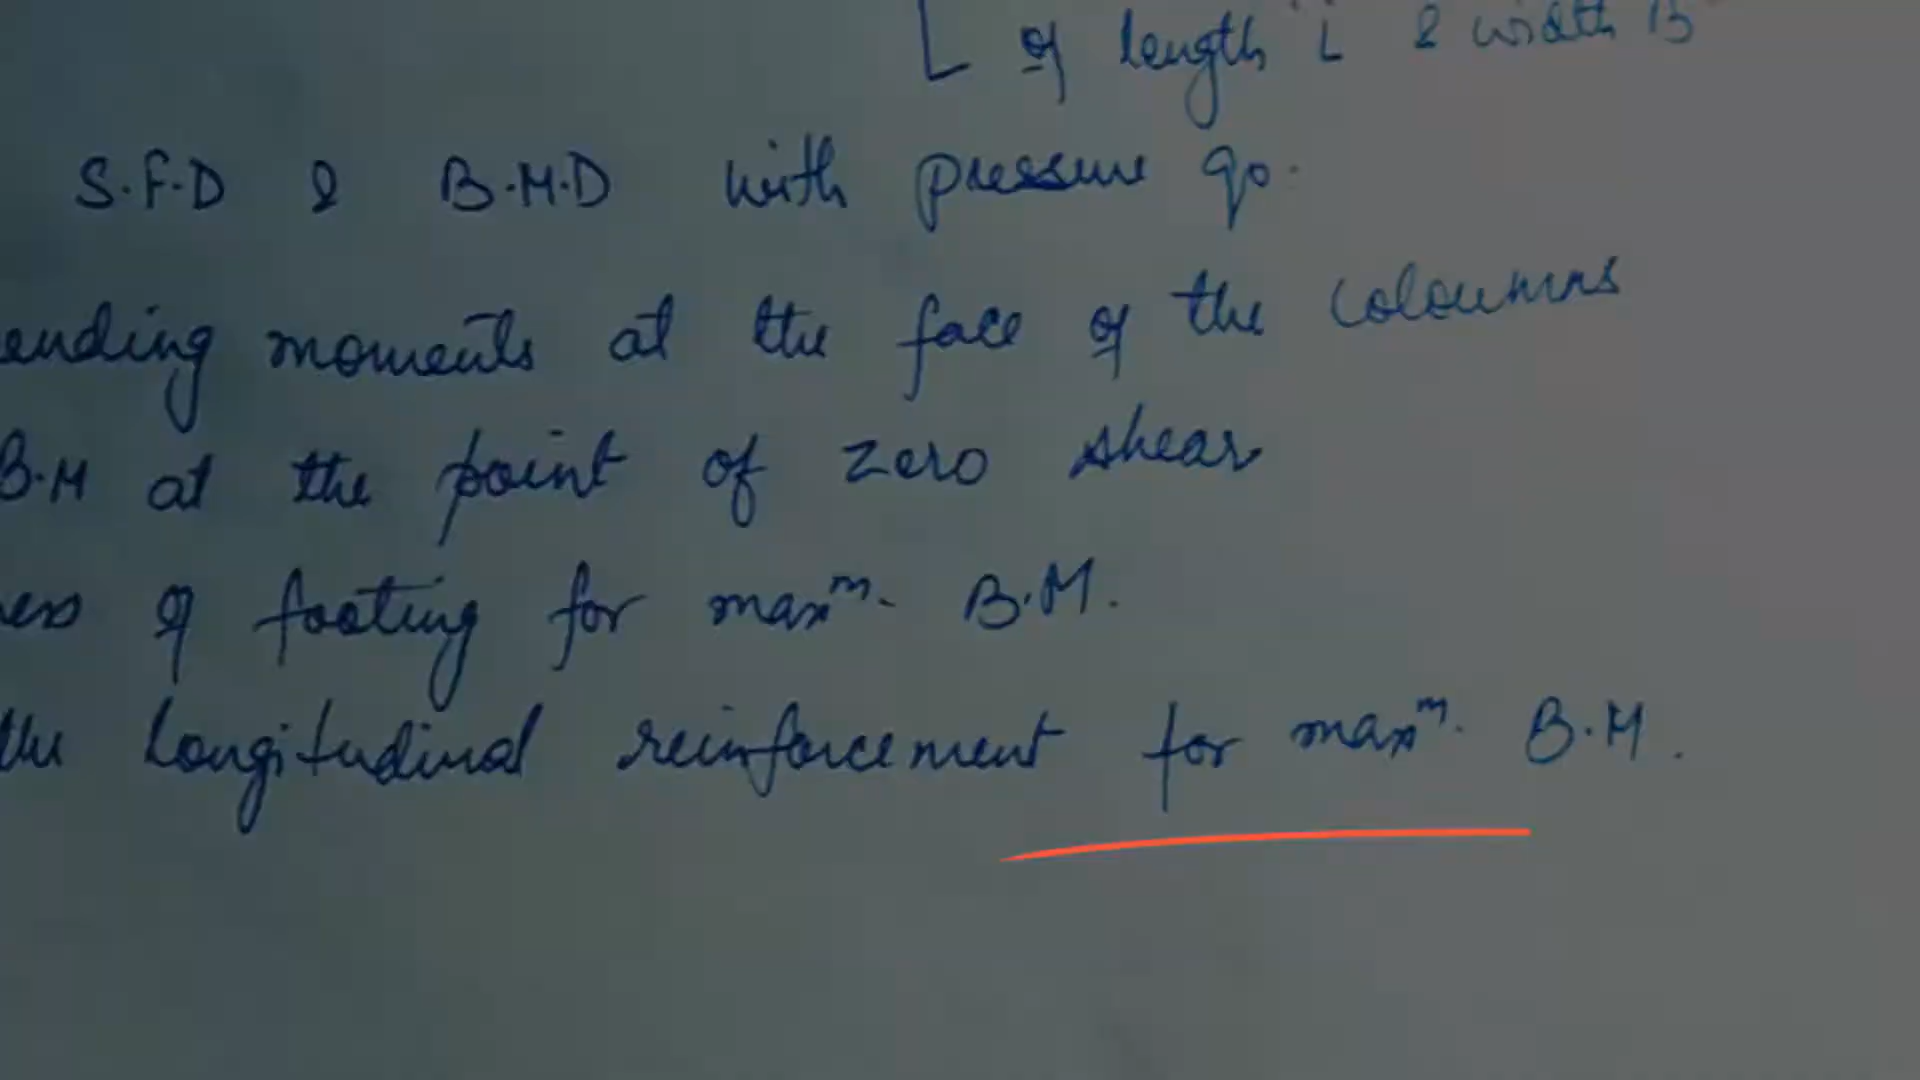 of length "L" & width B"
S.F.D & B.M.D with pressure qo.
ending moments at the face of the coloumns
B.M at the point of zero shear
ess of footing for maxm. B.M.
the longitudinal reinforcement for maxm. B.M.